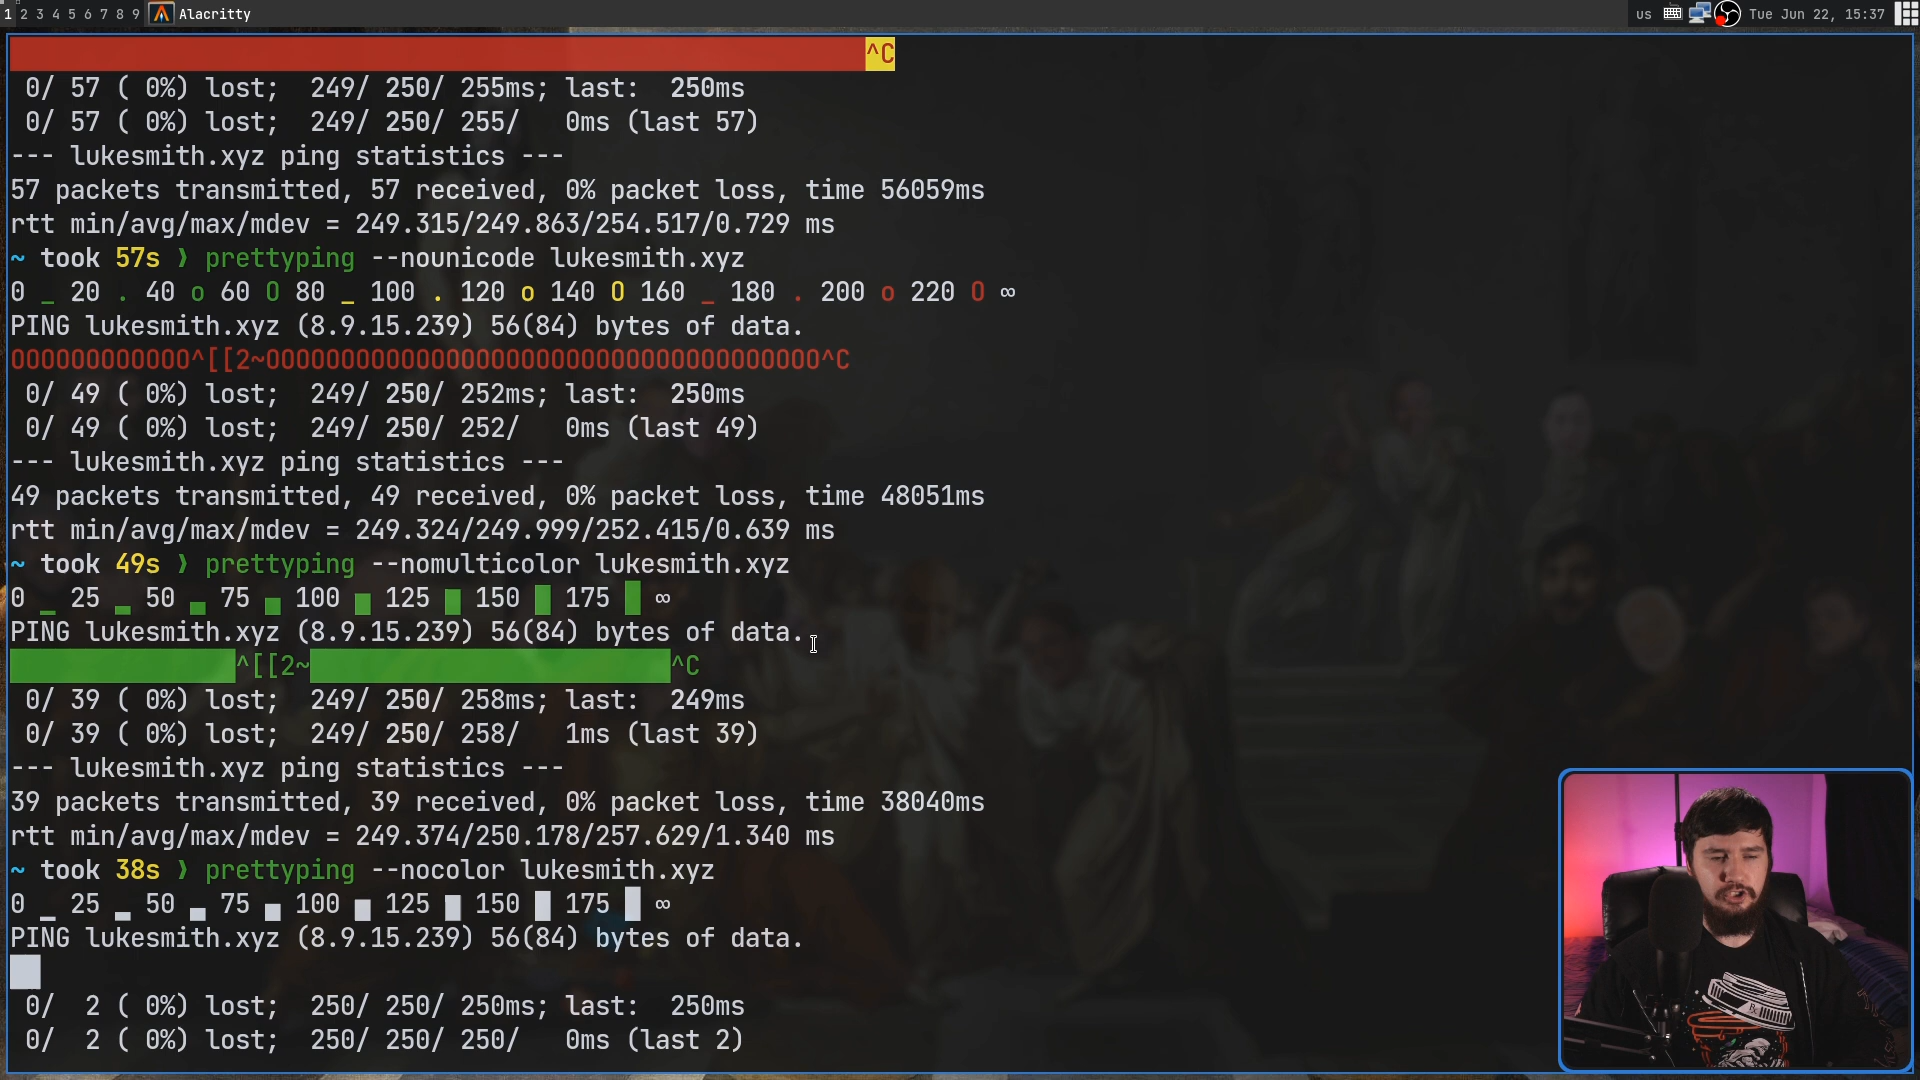 1 2 3 4 5 6 7 8 9 Alacritty us Tue Jun 22, 15:37
^C
0/ 57 ( 0%) lost;  249/ 250/ 255ms; last:  250ms
0/ 57 ( 0%) lost;  249/ 250/ 255/   0ms (last 57)
--- lukesmith.xyz ping statistics ---
57 packets transmitted, 57 received, 0% packet loss, time 56059ms
rtt min/avg/max/mdev = 249.315/249.863/254.517/0.729 ms
~ took 57s ❯ prettyping --nounicode lukesmith.xyz
0 _ 20 . 40 o 60 O 80 _ 100 . 120 o 140 O 160 _ 180 . 200 o 220 O ∞
PING lukesmith.xyz (8.9.15.239) 56(84) bytes of data.
OOOOOOOOOOOO^[[2~OOOOOOOOOOOOOOOOOOOOOOOOOOOOOOOOOOOOO^C
0/ 49 ( 0%) lost;  249/ 250/ 252ms; last:  250ms
0/ 49 ( 0%) lost;  249/ 250/ 252/   0ms (last 49)
--- lukesmith.xyz ping statistics ---
49 packets transmitted, 49 received, 0% packet loss, time 48051ms
rtt min/avg/max/mdev = 249.324/249.999/252.415/0.639 ms
~ took 49s ❯ prettyping --nomulticolor lukesmith.xyz
0 ▁ 25 ▂ 50 ▃ 75 ▄ 100 ▅ 125 ▆ 150 ▇ 175 █ ∞
PING lukesmith.xyz (8.9.15.239) 56(84) bytes of data.
███████████████^[[2~████████████████████████^C
0/ 39 ( 0%) lost;  249/ 250/ 258ms; last:  249ms
0/ 39 ( 0%) lost;  249/ 250/ 258/   1ms (last 39)
--- lukesmith.xyz ping statistics ---
39 packets transmitted, 39 received, 0% packet loss, time 38040ms
rtt min/avg/max/mdev = 249.374/250.178/257.629/1.340 ms
~ took 38s ❯ prettyping --nocolor lukesmith.xyz
0 ▁ 25 ▂ 50 ▃ 75 ▄ 100 ▅ 125 ▆ 150 ▇ 175 █ ∞
PING lukesmith.xyz (8.9.15.239) 56(84) bytes of data.
██
0/  2 ( 0%) lost;  250/ 250/ 250ms; last:  250ms
0/  2 ( 0%) lost;  250/ 250/ 250/   0ms (last 2)